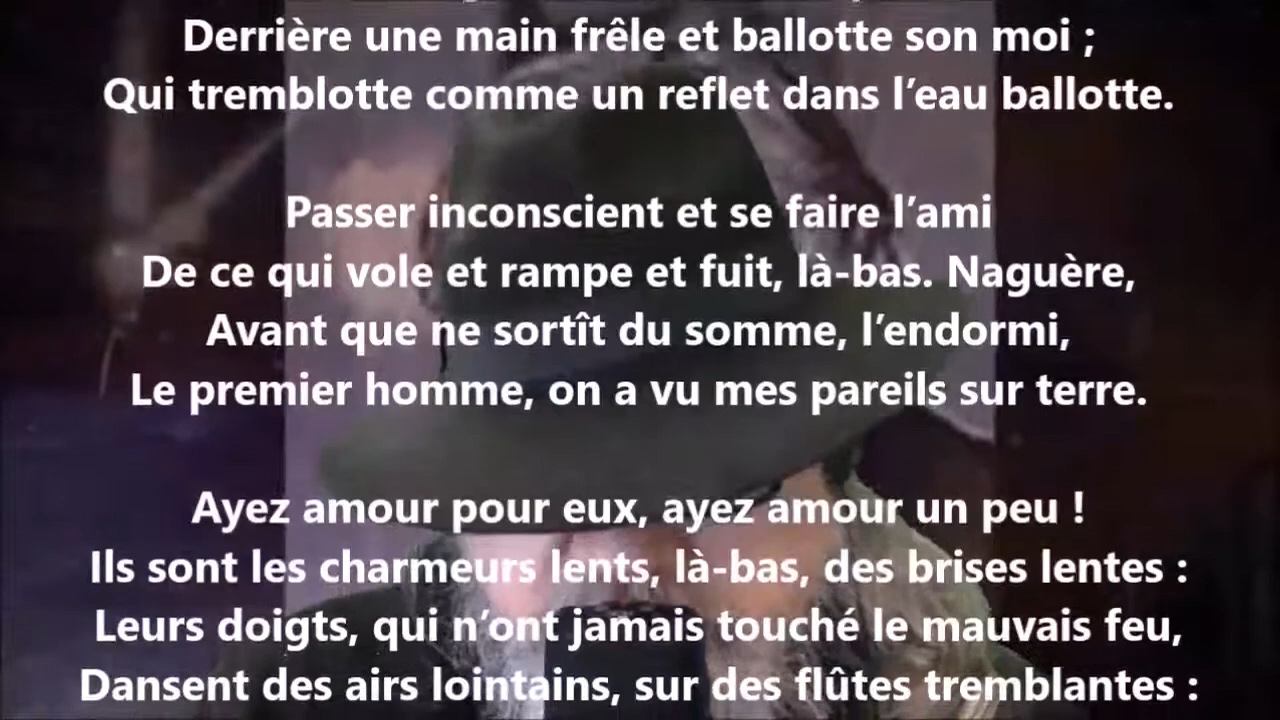 Derrière une main frêle et ballotte son moi ;
Qui tremblotte comme un reflet dans l’eau ballotte.
Passer inconscient et se faire l’ami
De ce qui vole et rampe et fuit, là-bas. Naguère,
Avant que ne sortît du somme, l’endormi,
Le premier homme, on a vu mes pareils sur terre.
Ayez amour pour eux, ayez amour un peu !
Ils sont les charmeurs lents, là-bas, des brises lentes :
Leurs doigts, qui n’ont jamais touché le mauvais feu,
Dansent des airs lointains, sur des flûtes tremblantes :